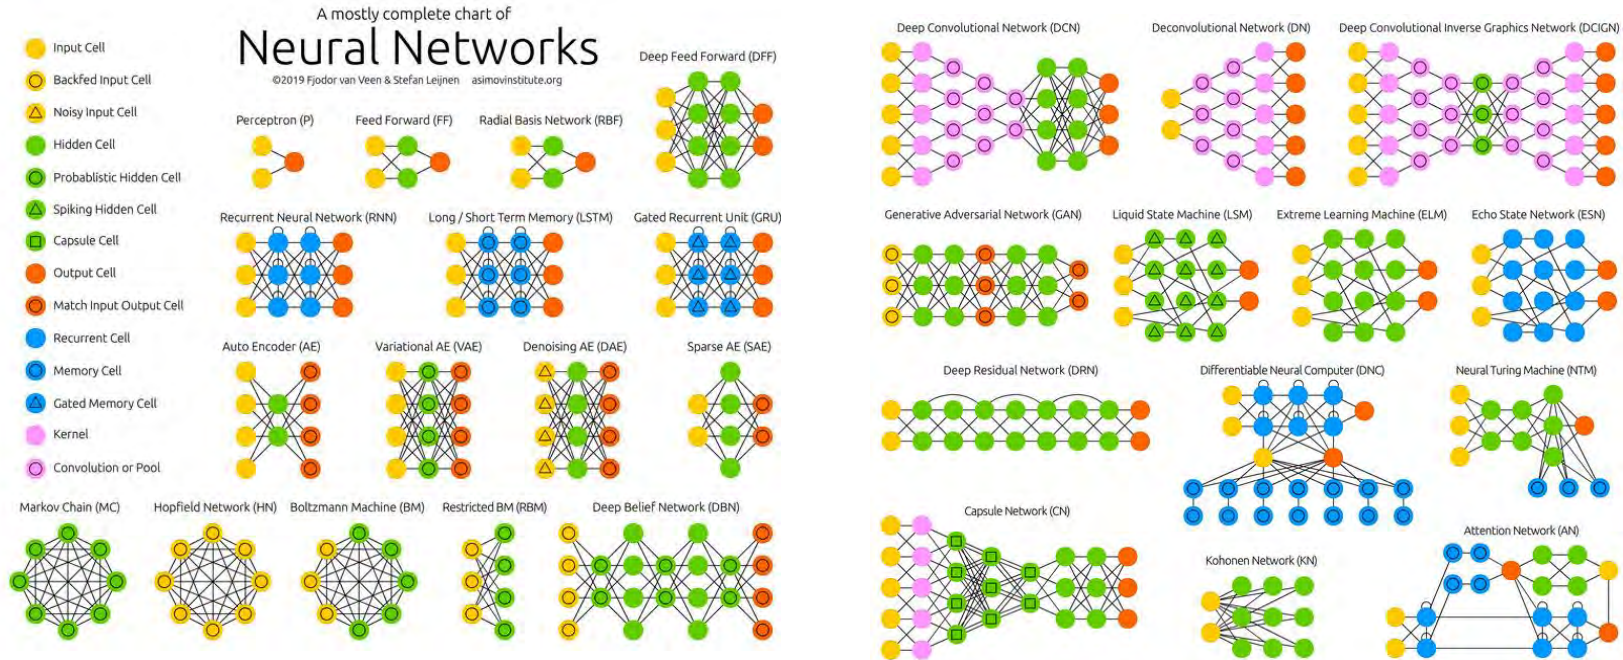 A mostly complete chart of
Neural Networks
©2019 Fjodor van Veen & Stefan Leijnen asimovinstitute.org
Input Cell
Backfed Input Cell
Noisy Input Cell
Hidden Cell
Probablistic Hidden Cell
Spiking Hidden Cell
Capsule Cell
Output Cell
Match Input Output Cell
Recurrent Cell
Memory Cell
Gated Memory Cell
Kernel
Convolution or Pool
Deep Feed Forward (DFF)
Perceptron (P)
Feed Forward (FF)
Radial Basis Network (RBF)
Recurrent Neural Network (RNN)
Long / Short Term Memory (LSTM)
Gated Recurrent Unit (GRU)
Auto Encoder (AE)
Variational AE (VAE)
Denoising AE (DAE)
Sparse AE (SAE)
Markov Chain (MC)
Hopfield Network (HN)
Boltzmann Machine (BM)
Restricted BM (RBM)
Deep Belief Network (DBN)
Deep Convolutional Network (DCN)
Deconvolutional Network (DN)
Deep Convolutional Inverse Graphics Network (DCIGN)
Generative Adversarial Network (GAN)
Liquid State Machine (LSM)
Extreme Learning Machine (ELM)
Echo State Network (ESN)
Deep Residual Network (DRN)
Differentiable Neural Computer (DNC)
Neural Turing Machine (NTM)
Capsule Network (CN)
Kohonen Network (KN)
Attention Network (AN)